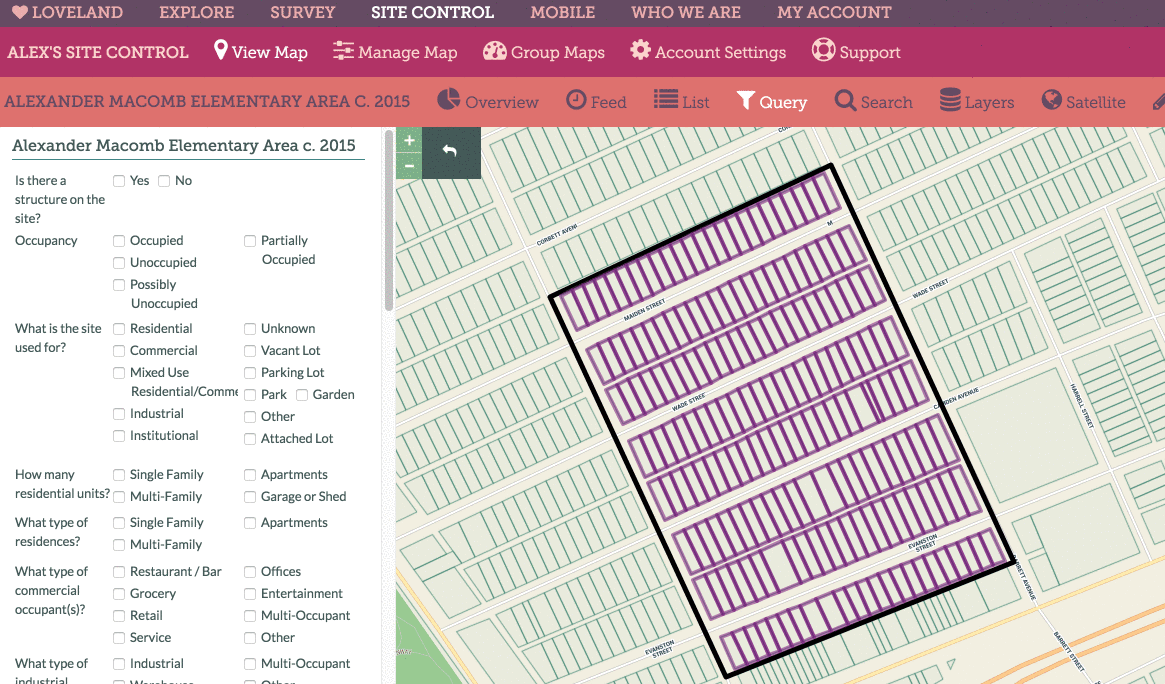 LOVELAND EXPLORE SURVEY SITE CONTROL MOBILE WHO WE ARE MY ACCOUNT
ALEX'S SITE CONTROL View Map Manage Map Group Maps Account Settings Support
ALEXANDER MACOMB ELEMENTARY AREA C. 2015 Overview Feed List Query Search Layers Satellite
Alexander Macomb Elementary Area c. 2015
+
−
Is there a structure on the site?
Yes No
Occupancy
Occupied
Unoccupied
Possibly Unoccupied
Partially Occupied
What is the site used for?
Residential
Commercial
Mixed Use
Residential/Comme
Industrial
Institutional
Unknown
Vacant Lot
Parking Lot
Park Garden
Other
Attached Lot
How many residential units?
Single Family
Multi-Family
Apartments
Garage or Shed
What type of residences?
Single Family
Multi-Family
Apartments
What type of commercial occupant(s)?
Restaurant / Bar
Grocery
Retail
Service
Offices
Entertainment
Multi-Occupant
Other
What type of industrial
Industrial
Warehouse
Multi-Occupant
Other
CORBETT AVENU
M.
MAIDEN STREET
WADE STREET
WADE STREE
CAMDEN AVENUE
HARRELL STREET
EVANSTON STREET
EVANSTON STREET
BARRETT AVENUE
BARRETT STREET